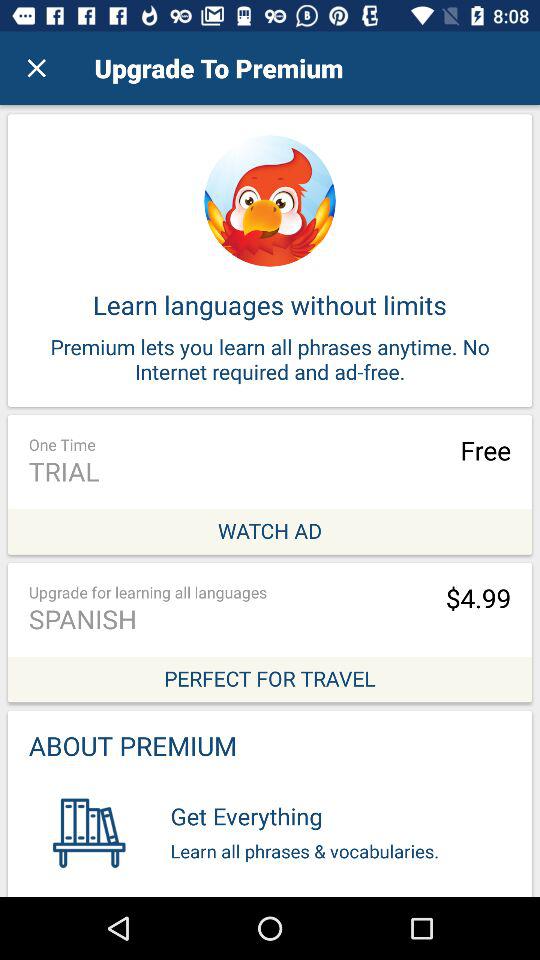 8:08
Upgrade To Premium
Learn languages without limits
Premium lets you learn all phrases anytime. No
Internet required and ad-free.
One Time
TRIAL
Free
WATCH AD
Upgrade for learning all languages
SPANISH
$4.99
PERFECT FOR TRAVEL
ABOUT PREMIUM
Get Everything
Learn all phrases & vocabularies.